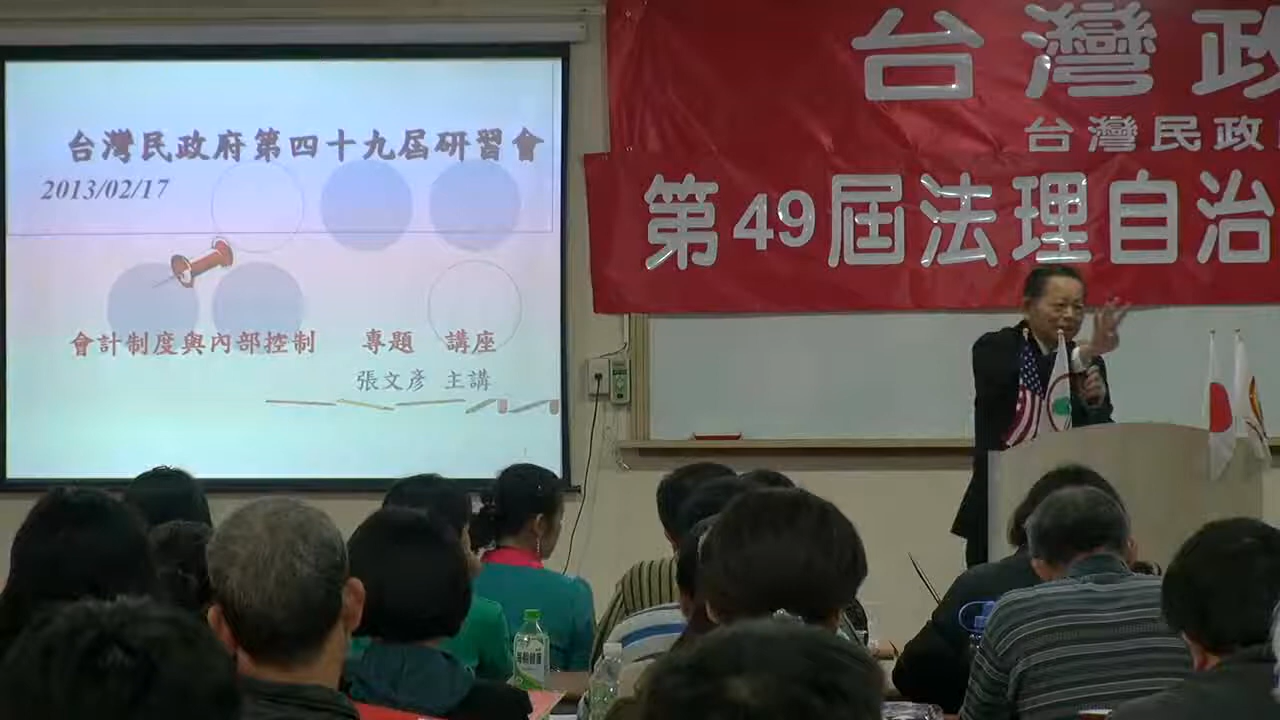 台灣民政府第四十九屆研習會
2013/02/17
會計制度與內部控制 專題 講座
張文彥 主講
台灣政
台灣民政
第49屆法理自治